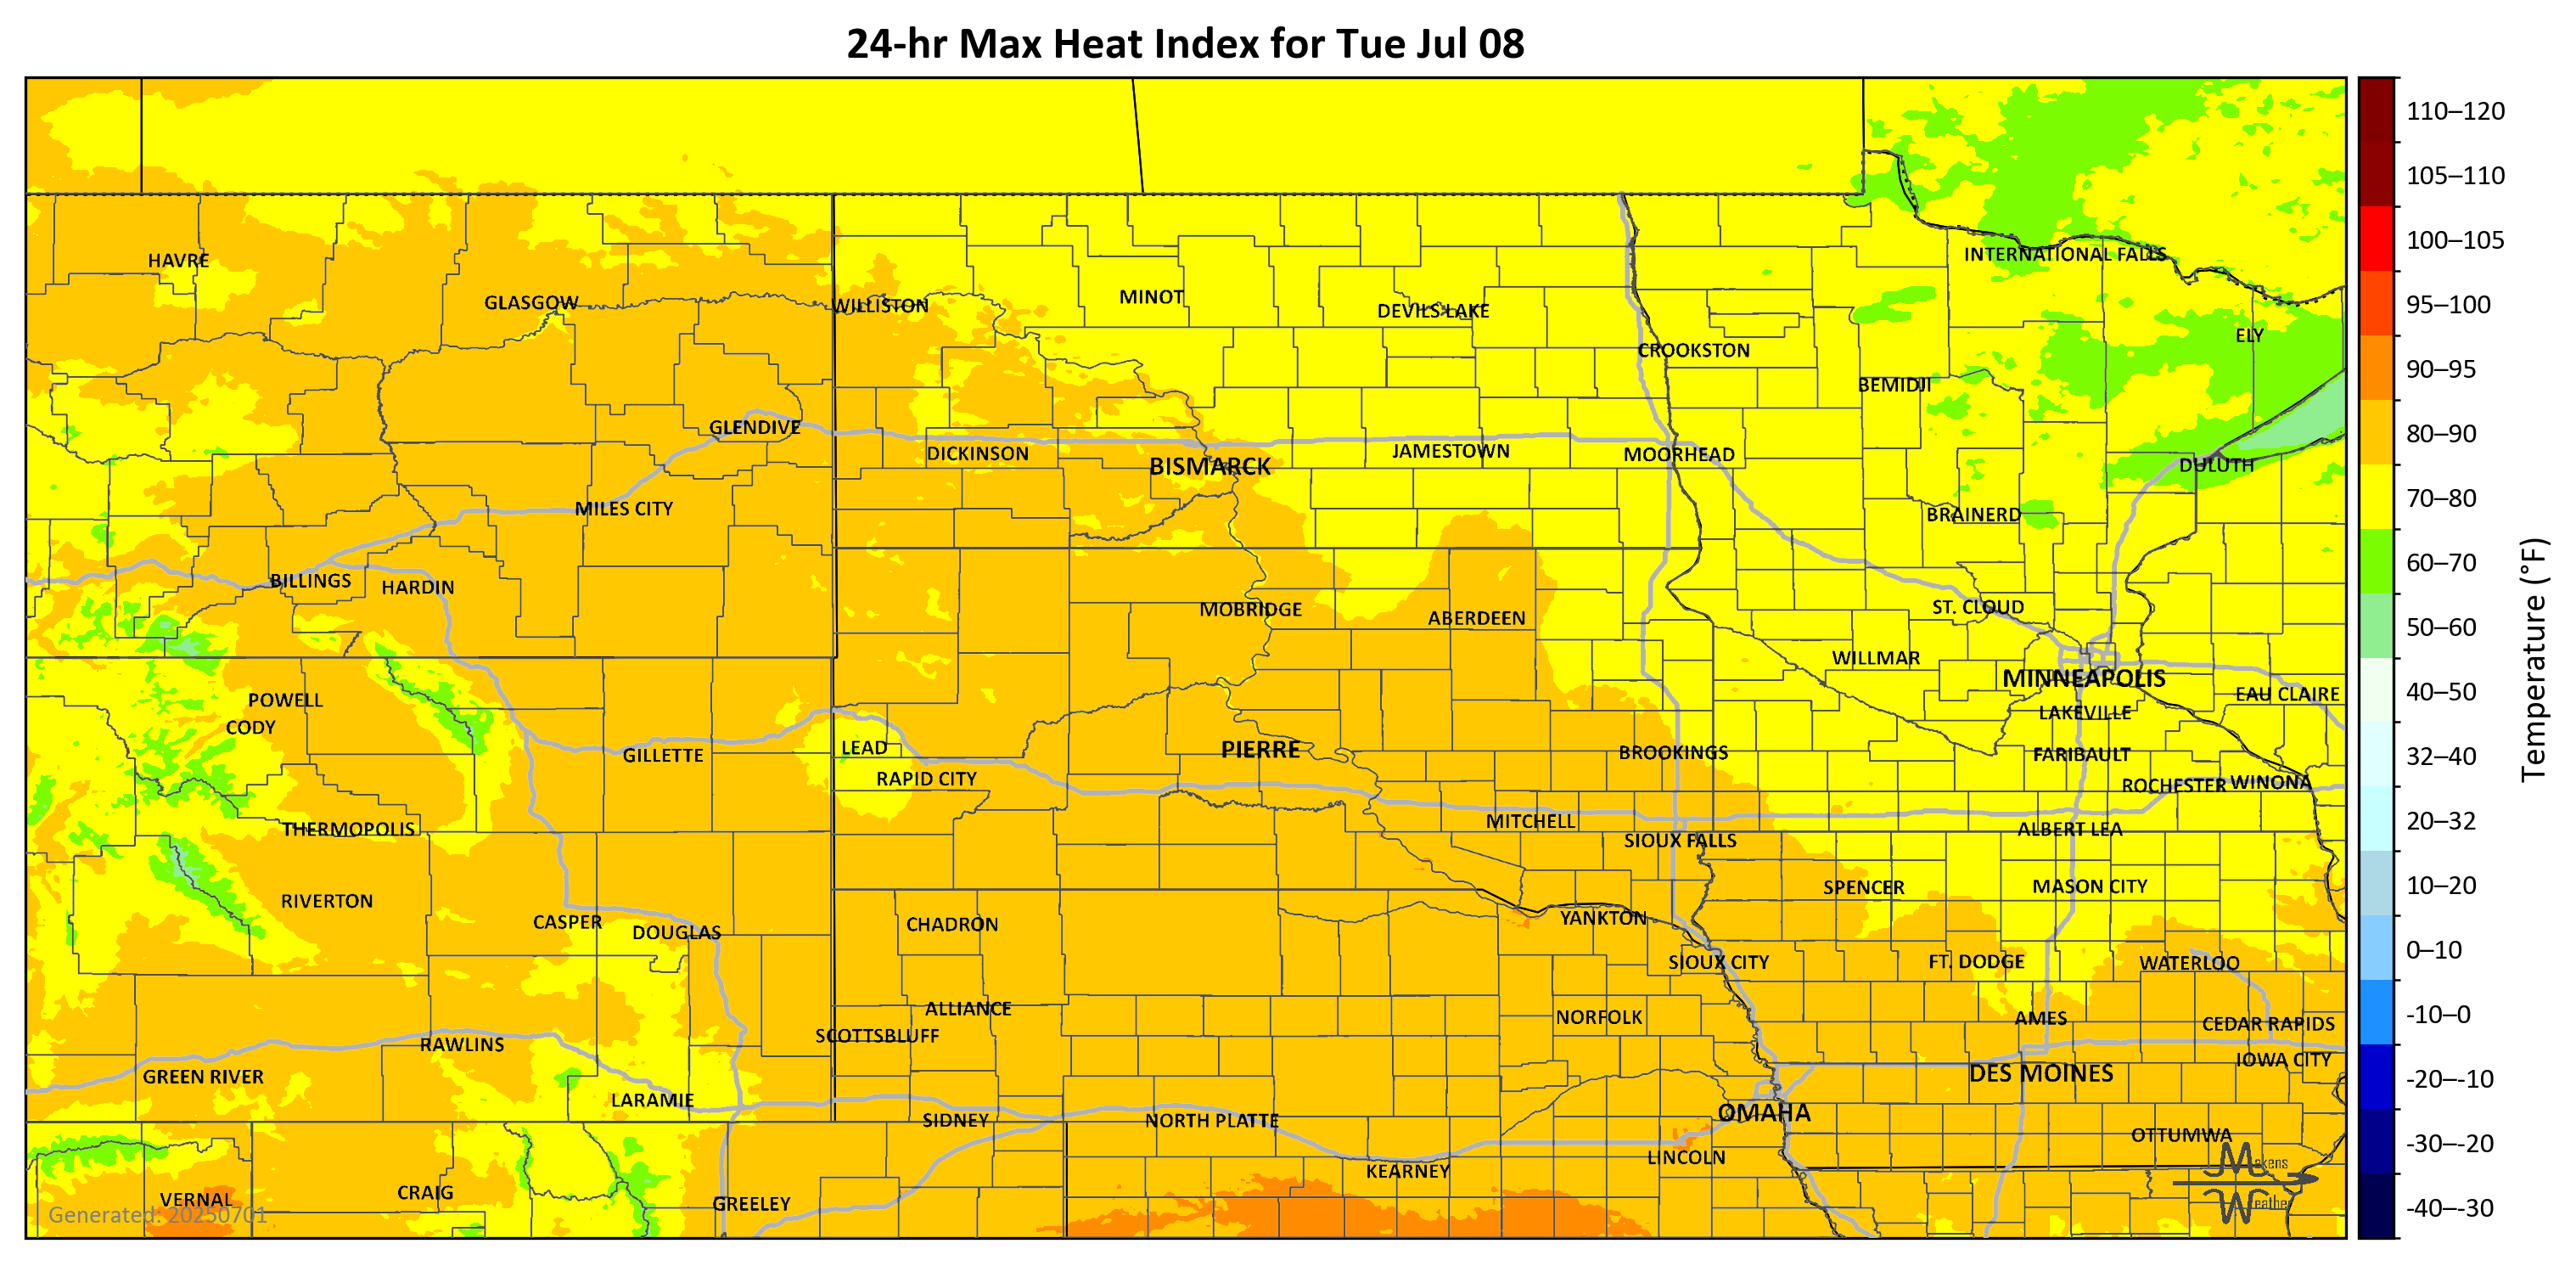 24-hr Max Heat Index for Tue Jul 08
110–120
105–110
100–105
95–100
90–95
80–90
70–80
60–70
50–60
40–50
32–40
20–32
10–20
0–10
-10–0
-20–-10
-30–-20
-40–-30
Temperature (°F)
HAVRE
INTERNATIONAL FALLS
GLASGOW
WILLISTON
MINOT
DEVILS LAKE
ELY
CROOKSTON
BEMIDJI
GLENDIVE
DICKINSON
BISMARCK
JAMESTOWN
MOORHEAD
DULUTH
MILES CITY
BRAINERD
BILLINGS
HARDIN
MOBRIDGE
ABERDEEN
ST. CLOUD
WILLMAR
MINNEAPOLIS
EAU CLAIRE
POWELL
CODY
LAKEVILLE
GILLETTE
LEAD
PIERRE
BROOKINGS
FARIBAULT
RAPID CITY
ROCHESTER
WINONA
THERMOPOLIS
MITCHELL
SIOUX FALLS
ALBERT LEA
RIVERTON
SPENCER
MASON CITY
CASPER
DOUGLAS
CHADRON
YANKTON
SIOUX CITY
FT. DODGE
WATERLOO
ALLIANCE
NORFOLK
AMES
CEDAR RAPIDS
SCOTTSBLUFF
RAWLINS
IOWA CITY
GREEN RIVER
DES MOINES
LARAMIE
SIDNEY
NORTH PLATTE
OMAHA
OTTUMWA
LINCOLN
KEARNEY
VERNAL
CRAIG
GREELEY
Generated: 20250701
Makens
Weather